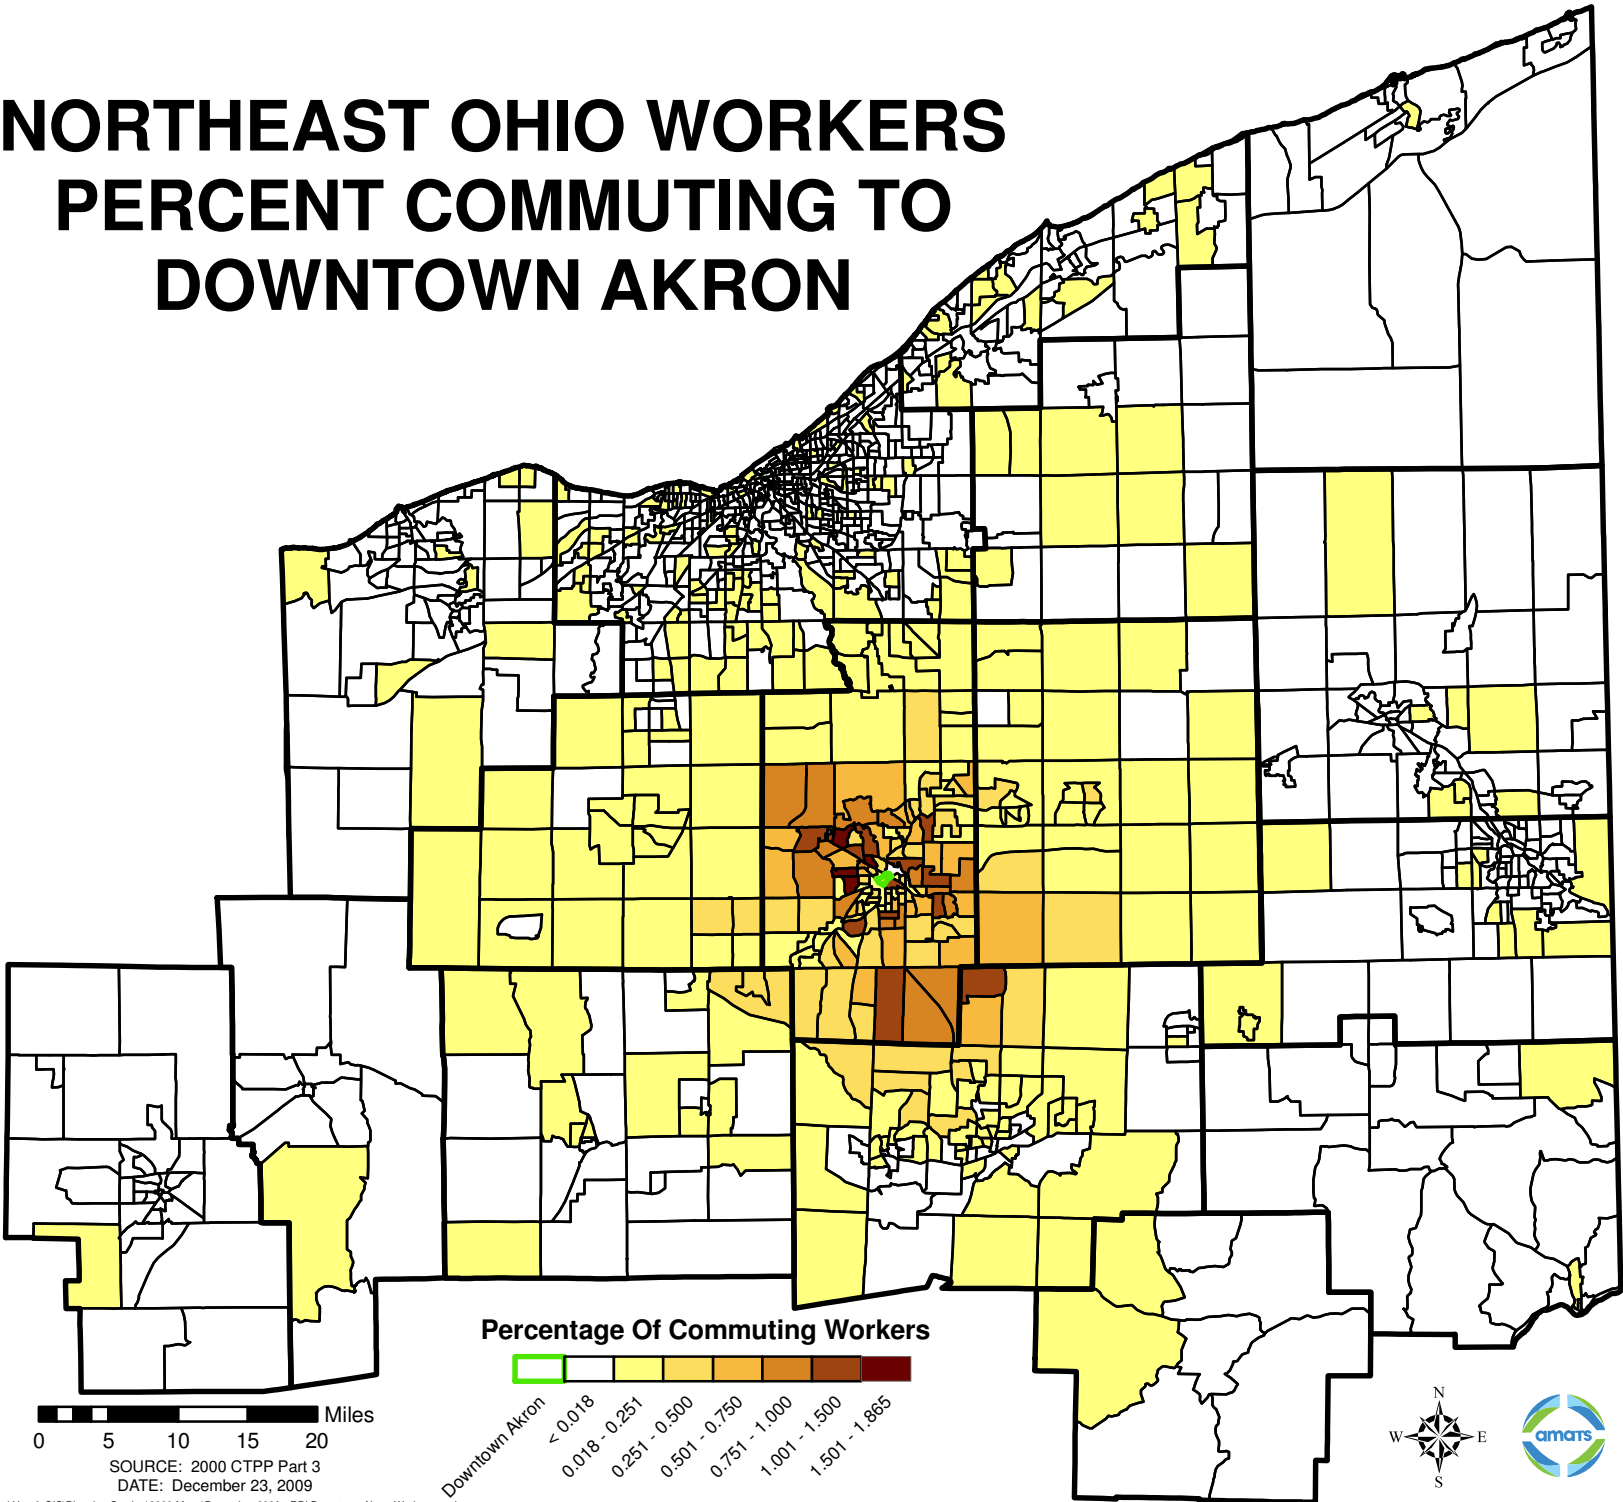 NORTHEAST OHIO WORKERS
PERCENT COMMUTING TO
DOWNTOWN AKRON
Percentage Of Commuting Workers
Downtown Akron
< 0.018
0.018 - 0.251
0.251 - 0.500
0.501 - 0.750
0.751 - 1.000
1.001 - 1.500
1.501 - 1.865
Miles
0 5 10 15 20
SOURCE: 2000 CTPP Part 3
DATE: December 23, 2009
N
W E
S
amats